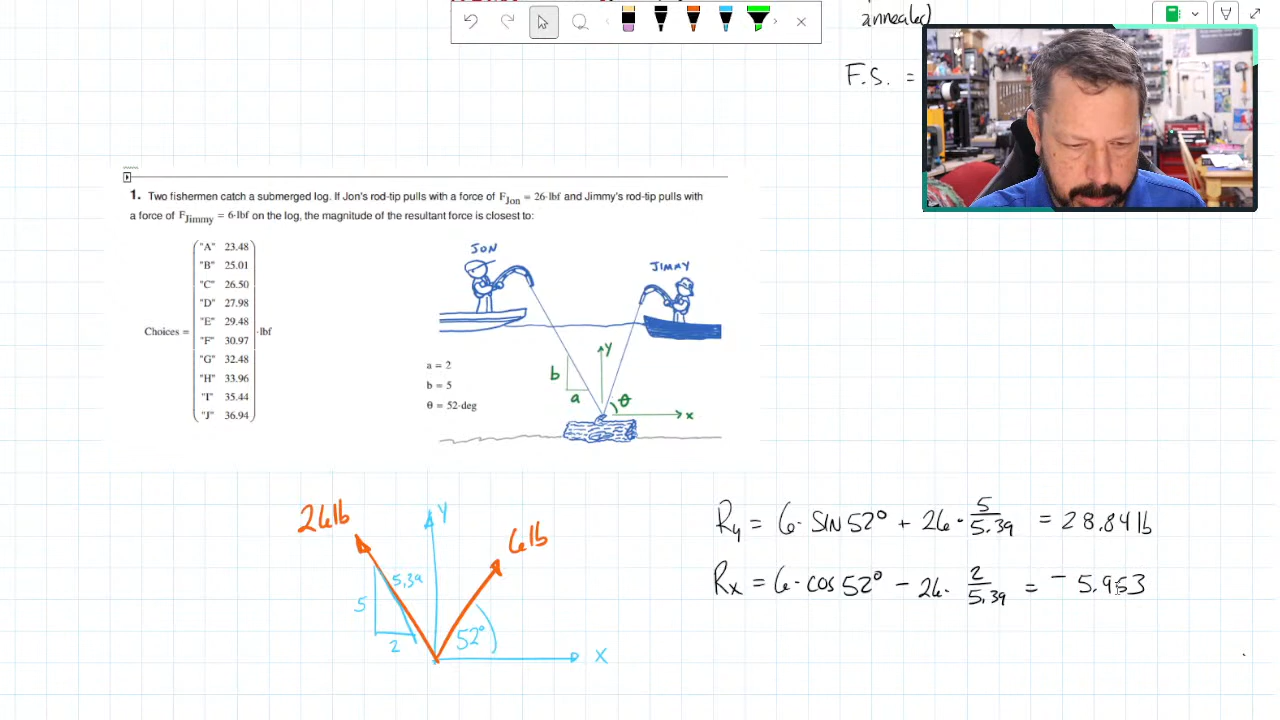 annealed)
F.S. =
1. Two fishermen catch a submerged log. If Jon's rod-tip pulls with a force of F_Jon = 26·lbf and Jimmy's rod-tip pulls with
a force of F_Jimmy = 6·lbf on the log, the magnitude of the resultant force is closest to:
"A" 23.48
"B" 25.01
"C" 26.50
"D" 27.98
"E" 29.48
Choices = ·lbf
"F" 30.97
"G" 32.48
"H" 33.96
"I" 35.44
"J" 36.94
JON
JIMMY
a = 2
b = 5
θ = 52·deg
y
b
a
θ
x
26lb
y
6lb
5.39
5
2
52°
x
Ry = 6· SIN 52° + 26 · 5/5.39 = 28.84 lb
Rx = 6· cos 52° − 26· 2/5.39 = − 5.953